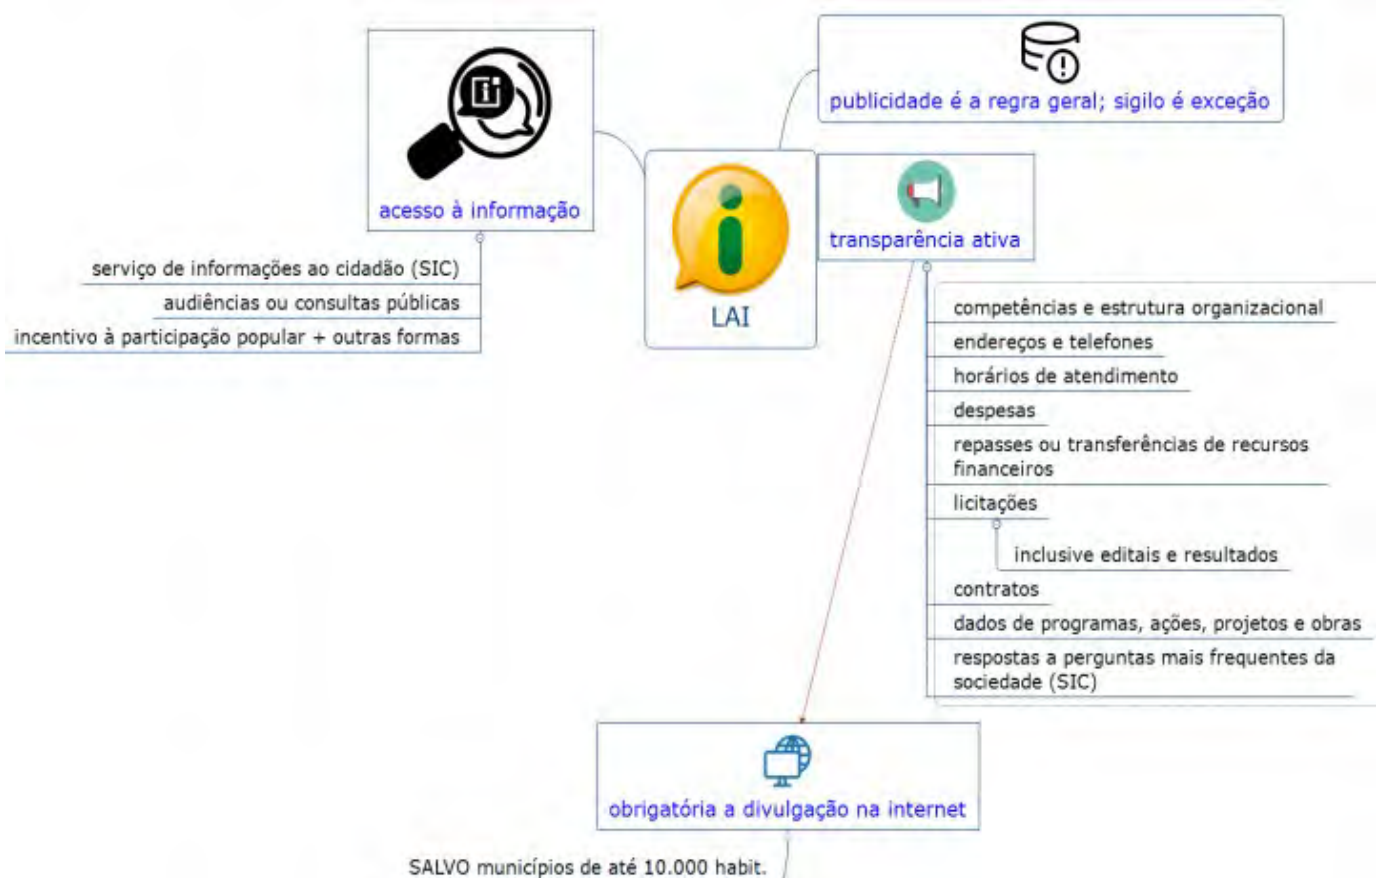 publicidade é a regra geral; sigilo é exceção
acesso à informação
serviço de informações ao cidadão (SIC)
audiências ou consultas públicas
incentivo à participação popular + outras formas
LAI
transparência ativa
competências e estrutura organizacional
endereços e telefones
horários de atendimento
despesas
repasses ou transferências de recursos
financeiros
licitações
inclusive editais e resultados
contratos
dados de programas, ações, projetos e obras
respostas a perguntas mais frequentes da
sociedade (SIC)
obrigatória a divulgação na internet
SALVO municípios de até 10.000 habit.